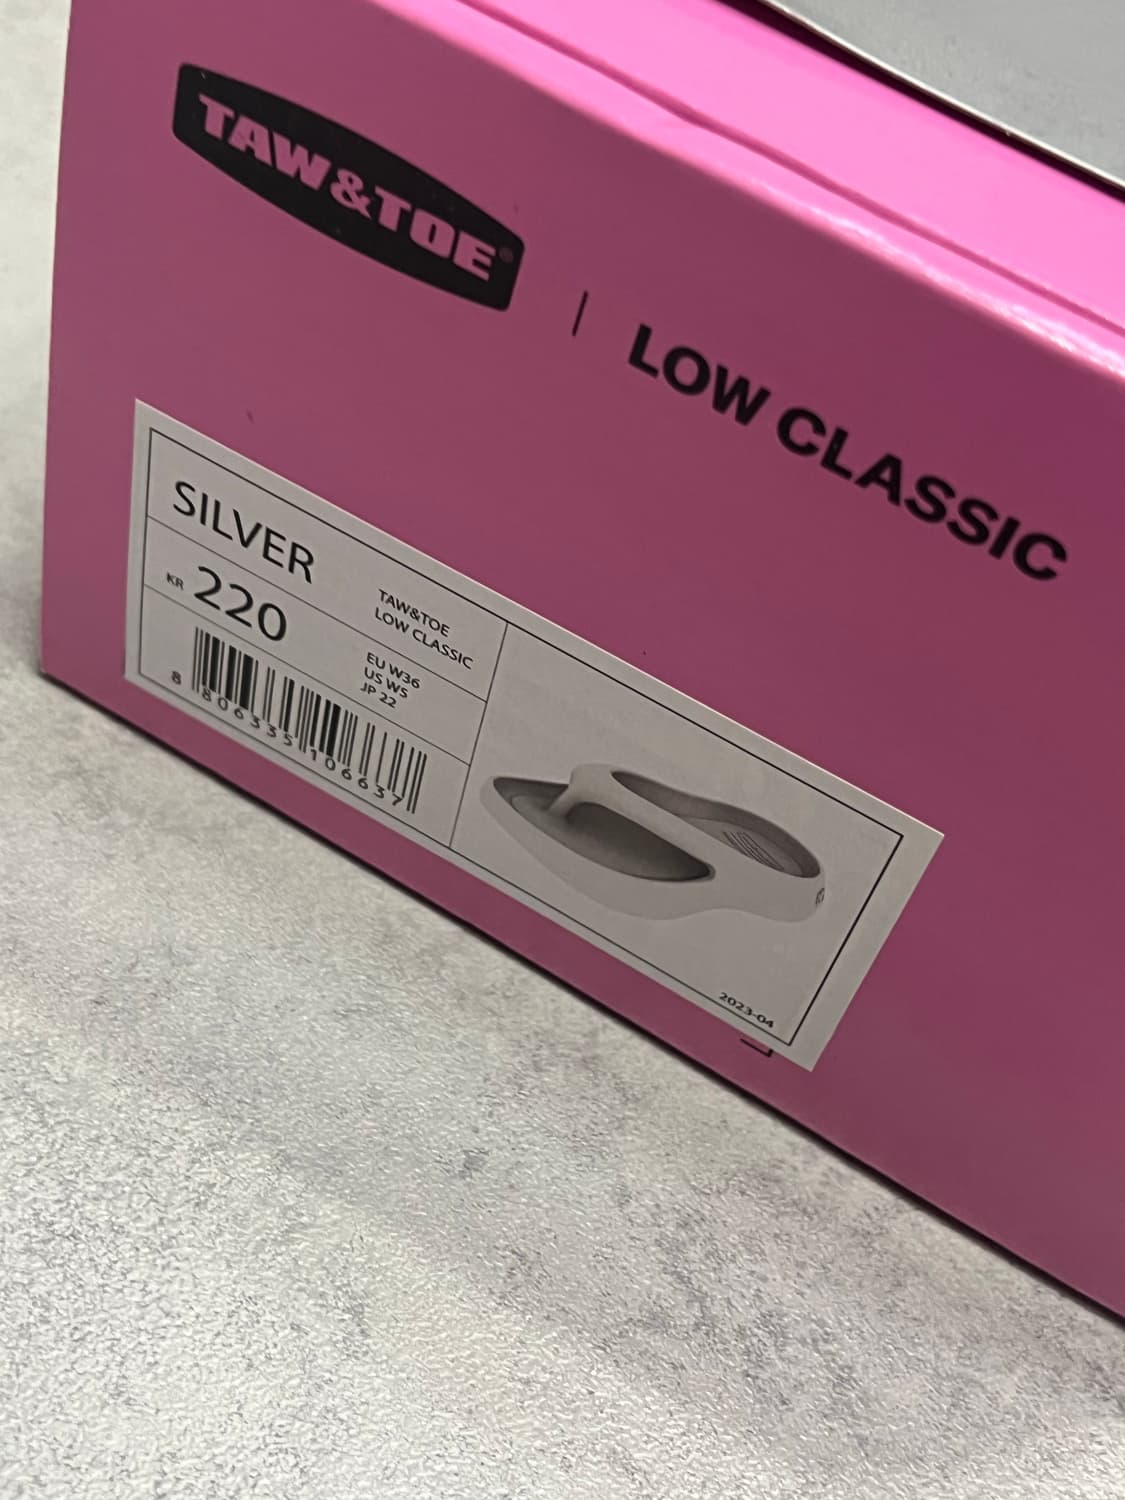 TAW&TOE®
| LOW CLASSIC
SILVER
TAW&TOE
LOW CLASSIC
KR 220
EU W36
US W5
JP 22
8 806335 106637
2023-04